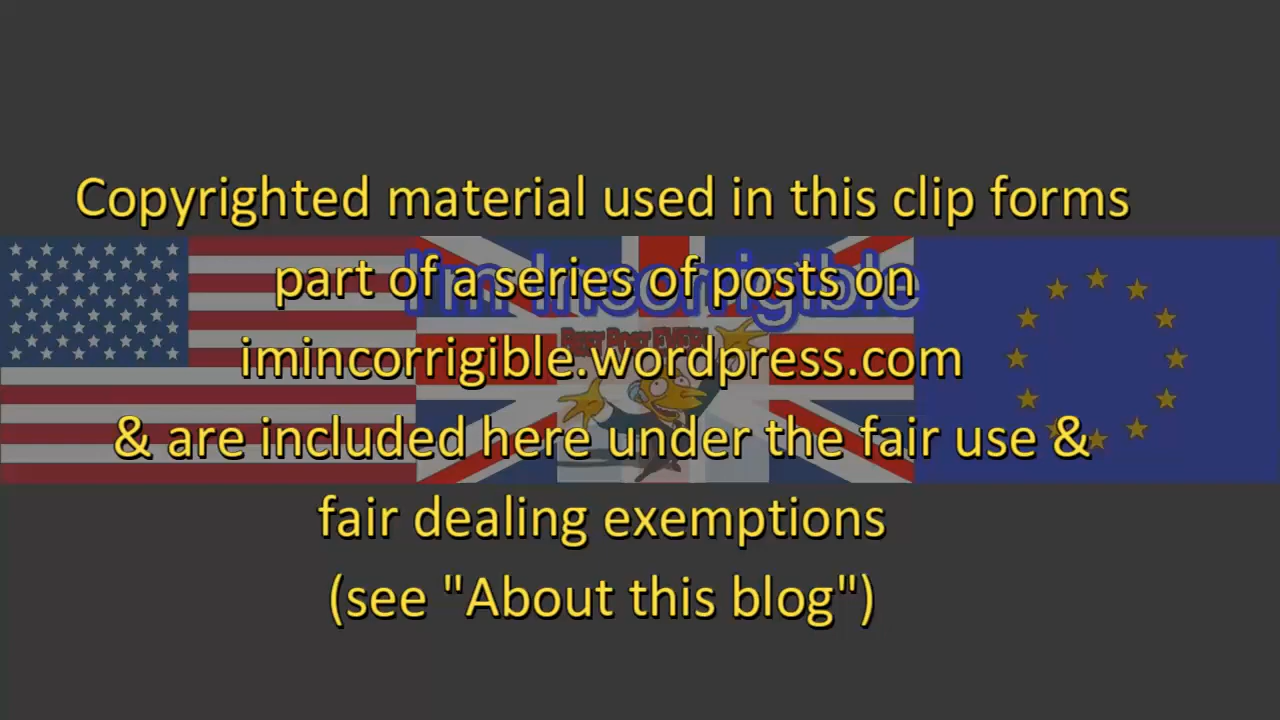 Copyrighted material used in this clip forms
part of a series of posts on
I'm Incorrigible
imincorrigible.wordpress.com
& are included here under the fair use &
fair dealing exemptions
(see "About this blog")